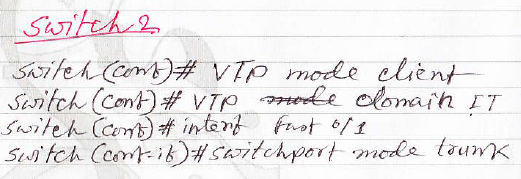 Switch 2
Switch (conf)# VTP mode client
Switch (conf)# VTP mode domain IT
Switch (conf)# interf fast 0/1
Switch (conf-if)# switchport mode trunk